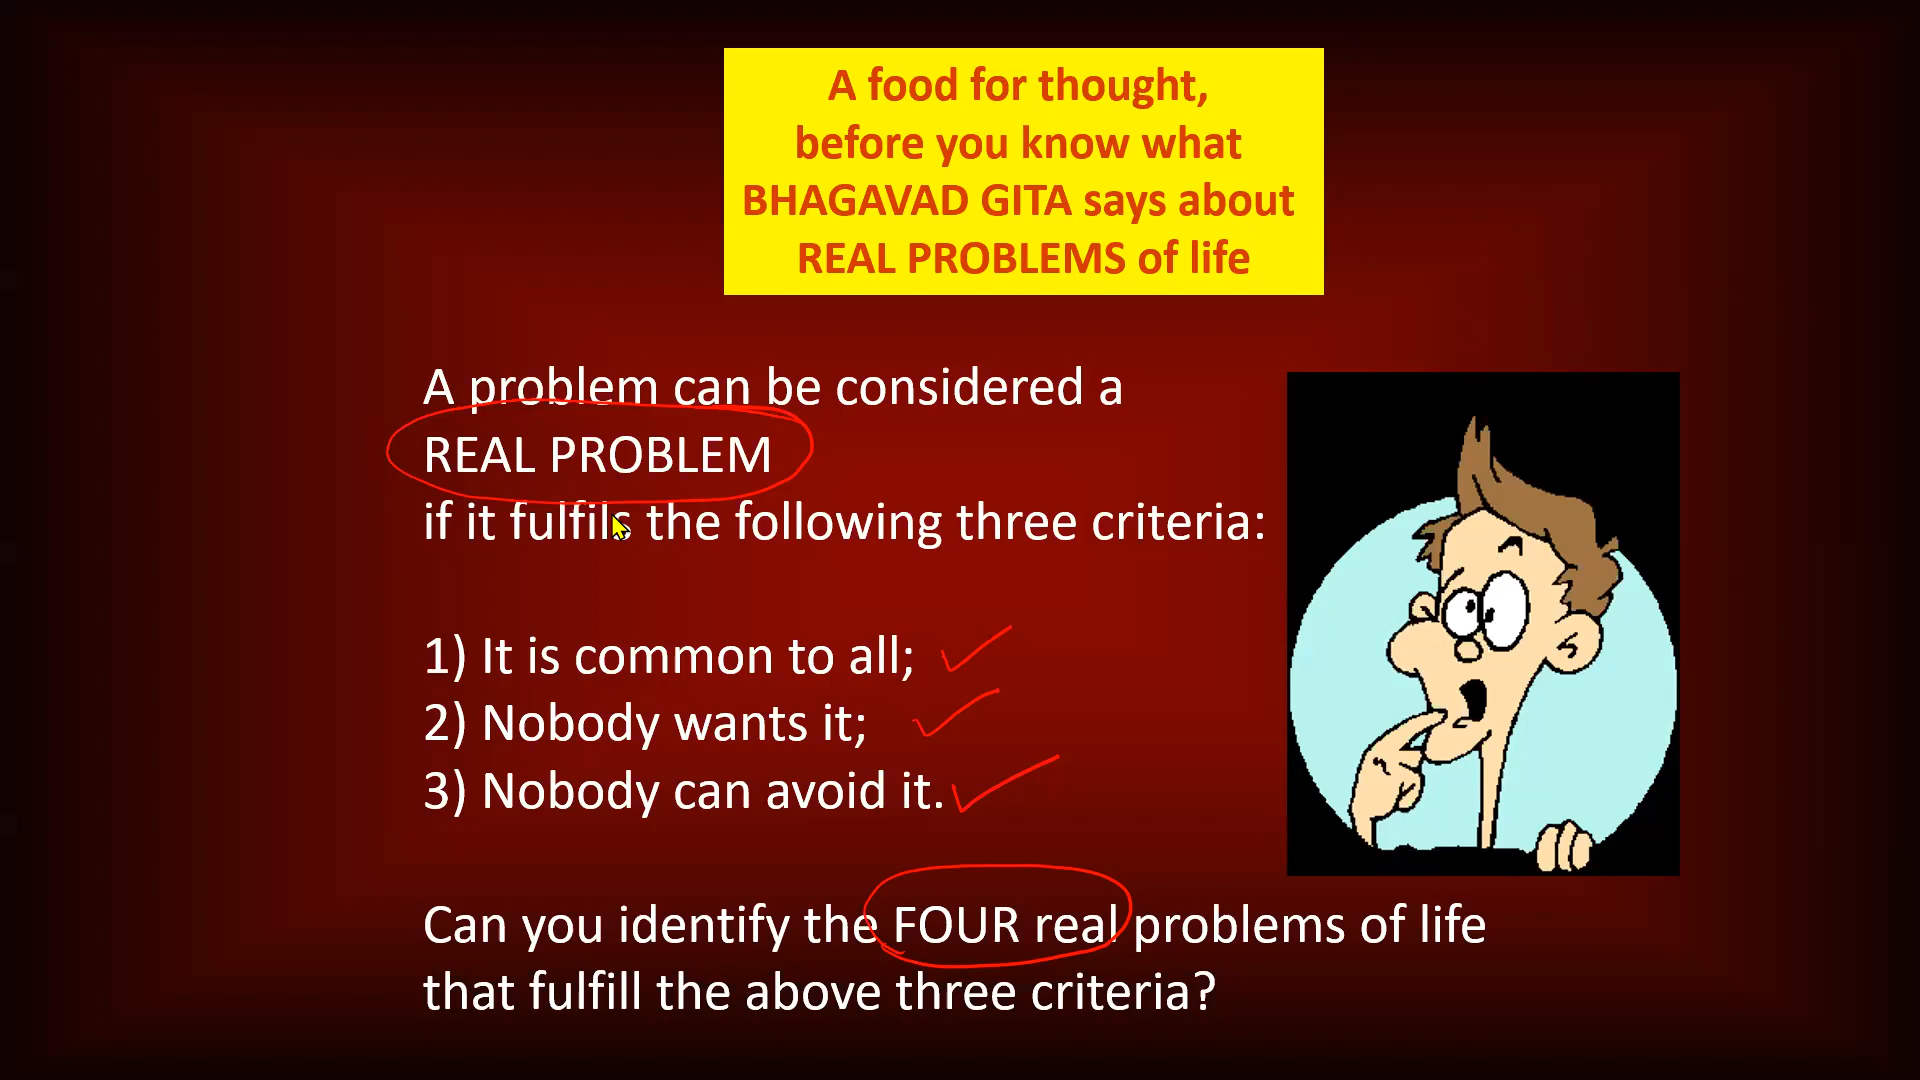 A food for thought,
before you know what
BHAGAVAD GITA says about
REAL PROBLEMS of life
A problem can be considered a
REAL PROBLEM
if it fulfils the following three criteria:
1) It is common to all;
2) Nobody wants it;
3) Nobody can avoid it.
Can you identify the FOUR real problems of life
that fulfill the above three criteria?